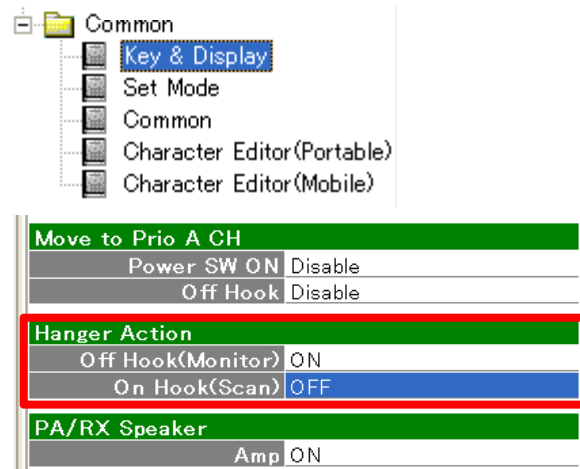 Common
Key & Display
Set Mode
Common
Character Editor(Portable)
Character Editor(Mobile)
Move to Prio A CH
Power SW ON Disable
Off Hook Disable
Hanger Action
Off Hook(Monitor) ON
On Hook(Scan) OFF
PA/RX Speaker
Amp ON